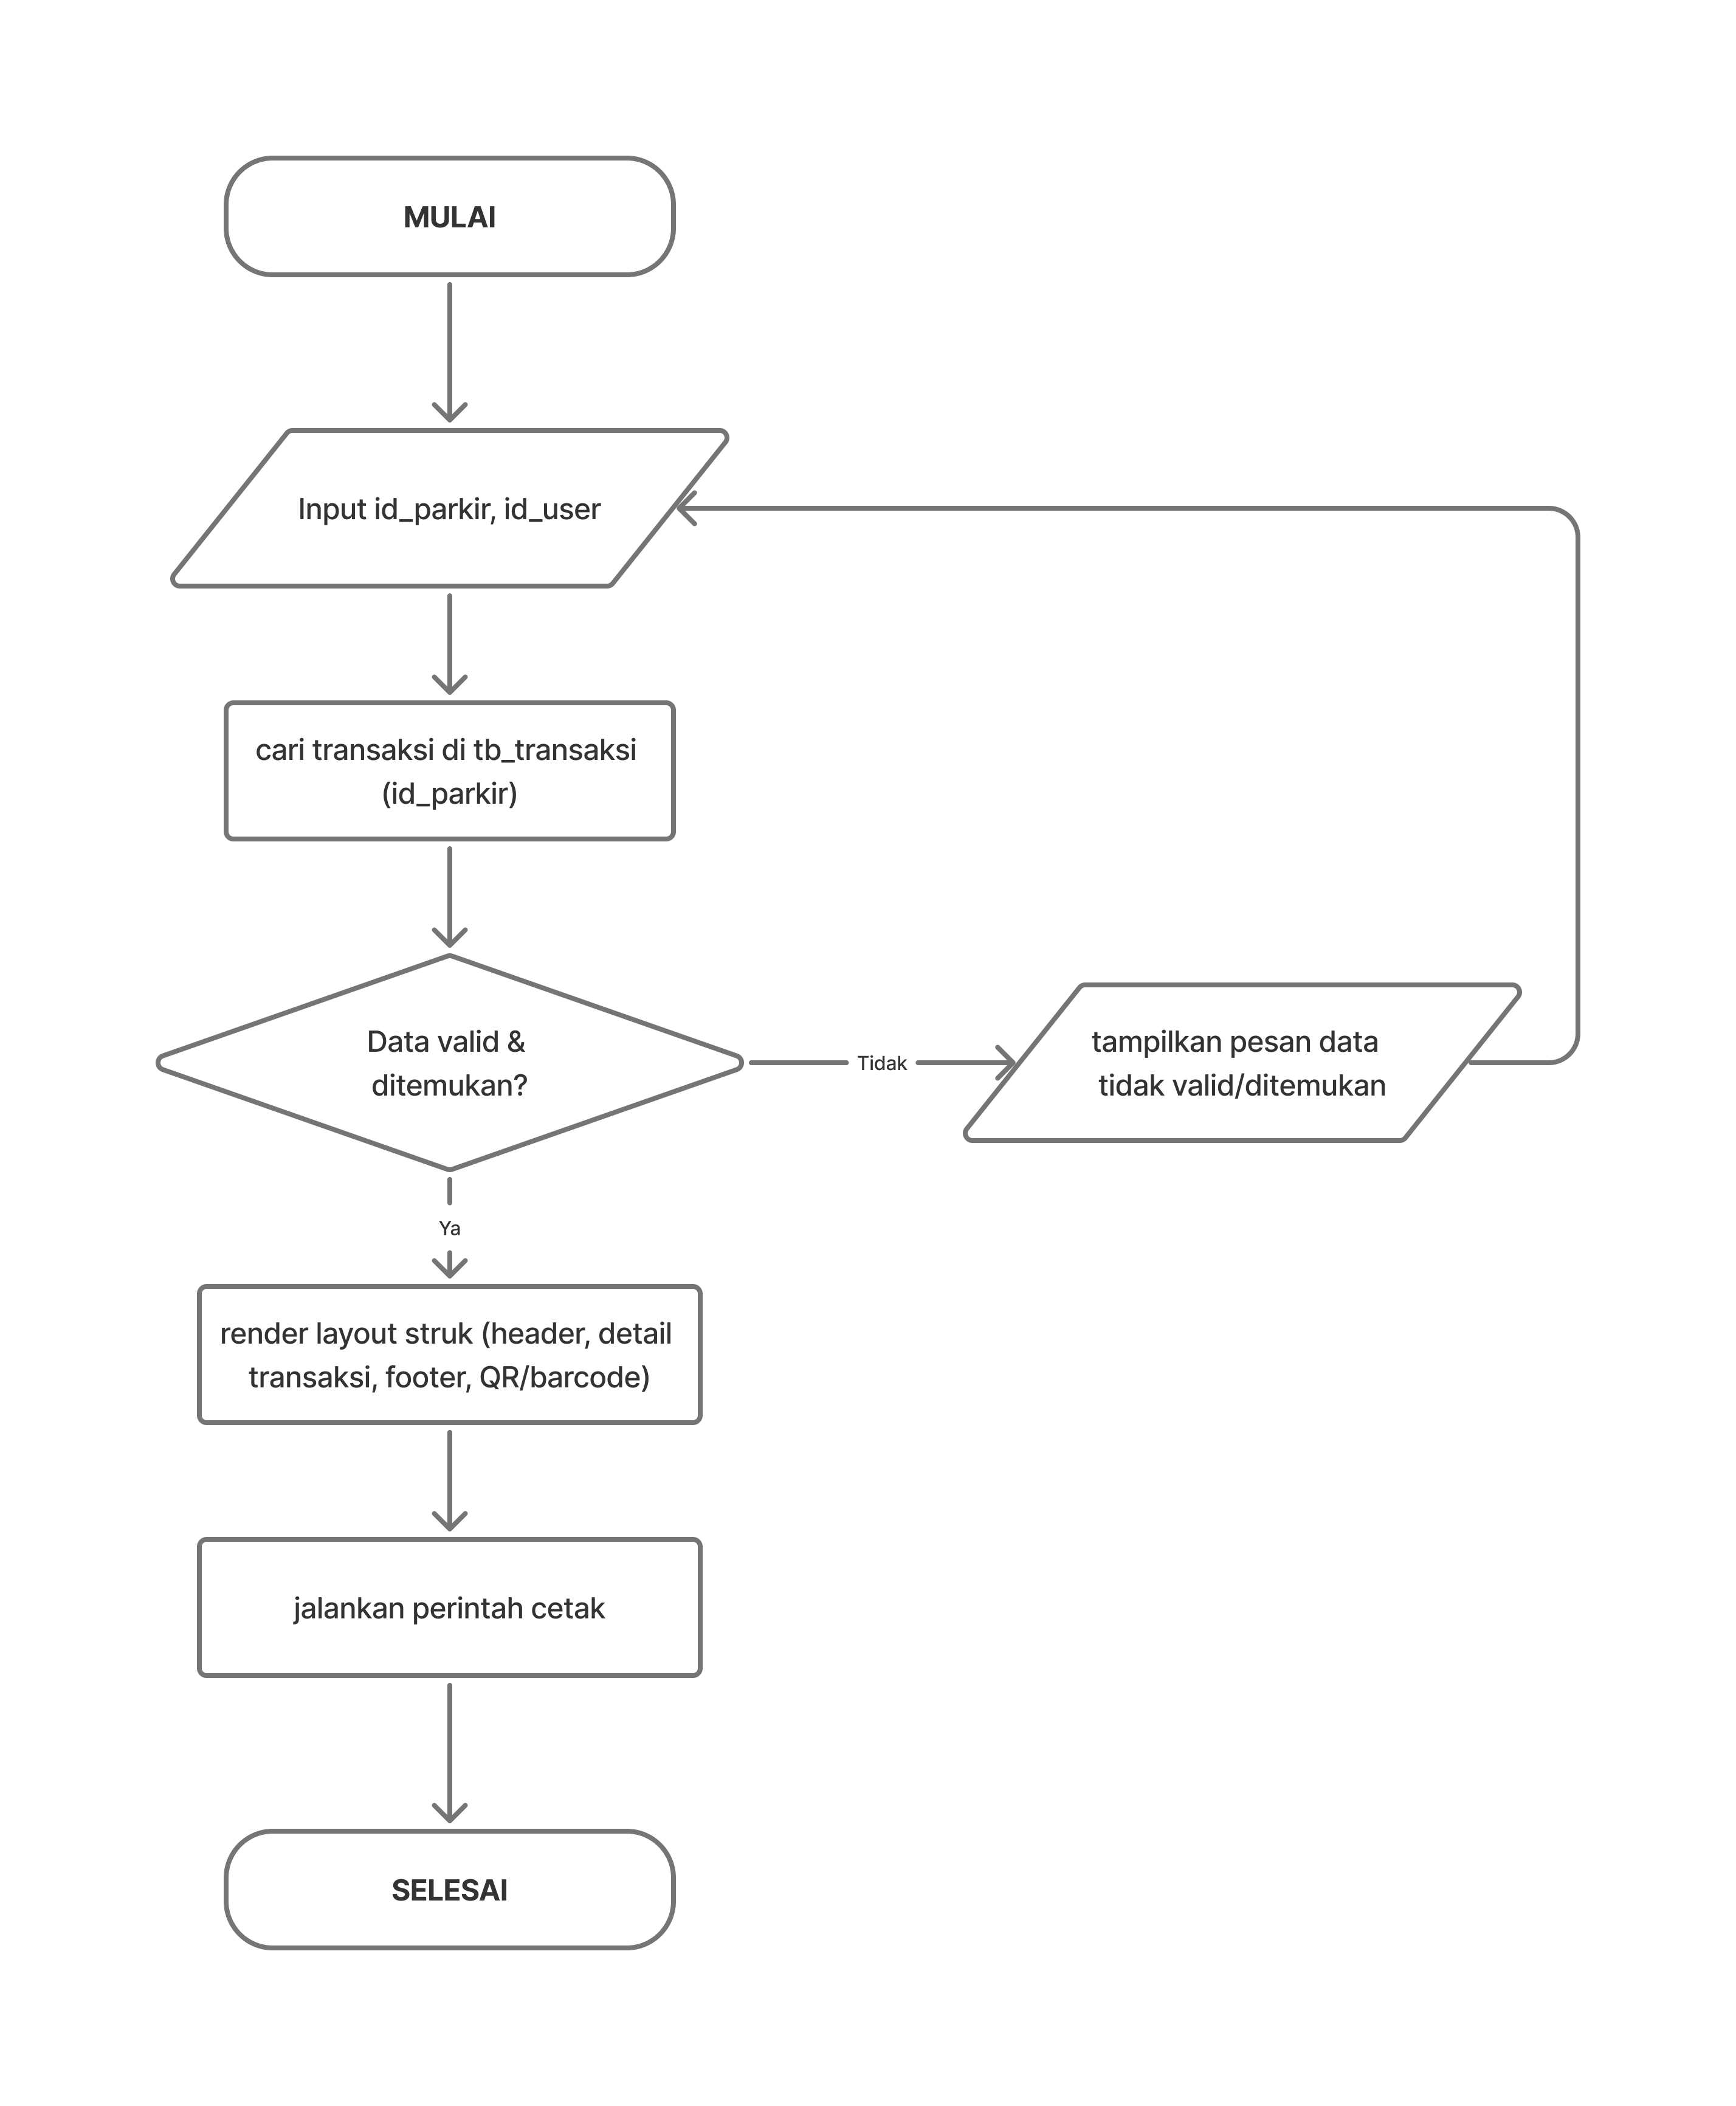 MULAI
Input id_parkir, id_user
cari transaksi di tb_transaksi
(id_parkir)
Data valid &
ditemukan?
Tidak
tampilkan pesan data
tidak valid/ditemukan
Ya
render layout struk (header, detail
transaksi, footer, QR/barcode)
jalankan perintah cetak
SELESAI